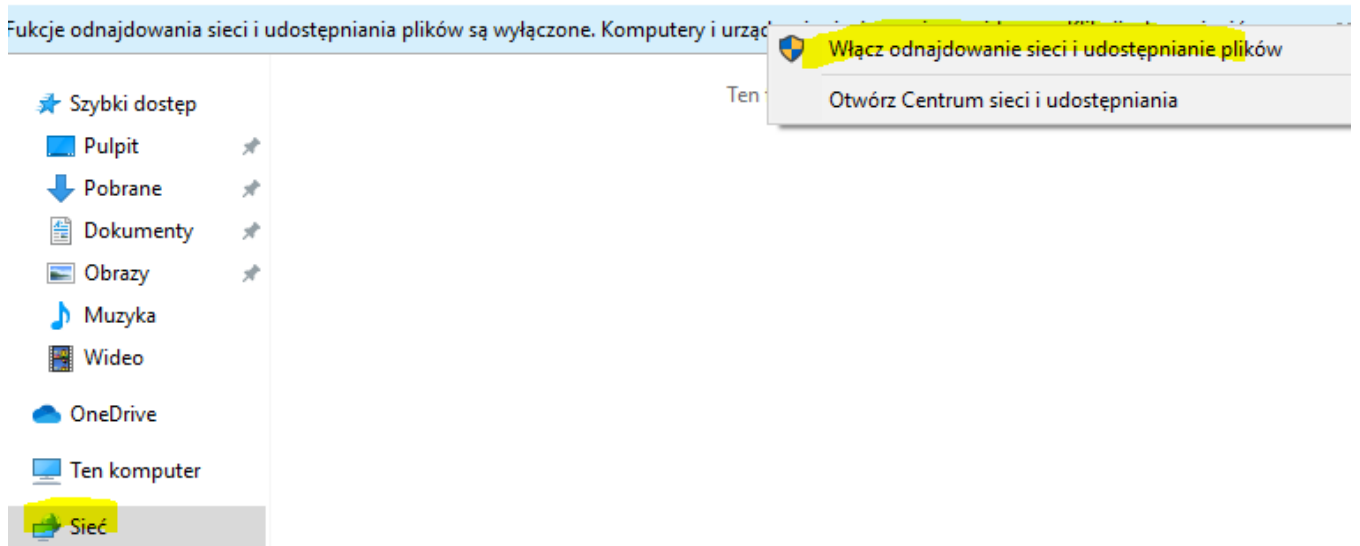 Fukcje odnajdowania sieci i udostępniania plików są wyłączone. Komputery i
Włącz odnajdowanie sieci i udostępnianie plików
Ten
Otwórz Centrum sieci i udostępniania
Szybki dostęp
Pulpit
Pobrane
Dokumenty
Obrazy
Muzyka
Wideo
OneDrive
Ten komputer
Sieć